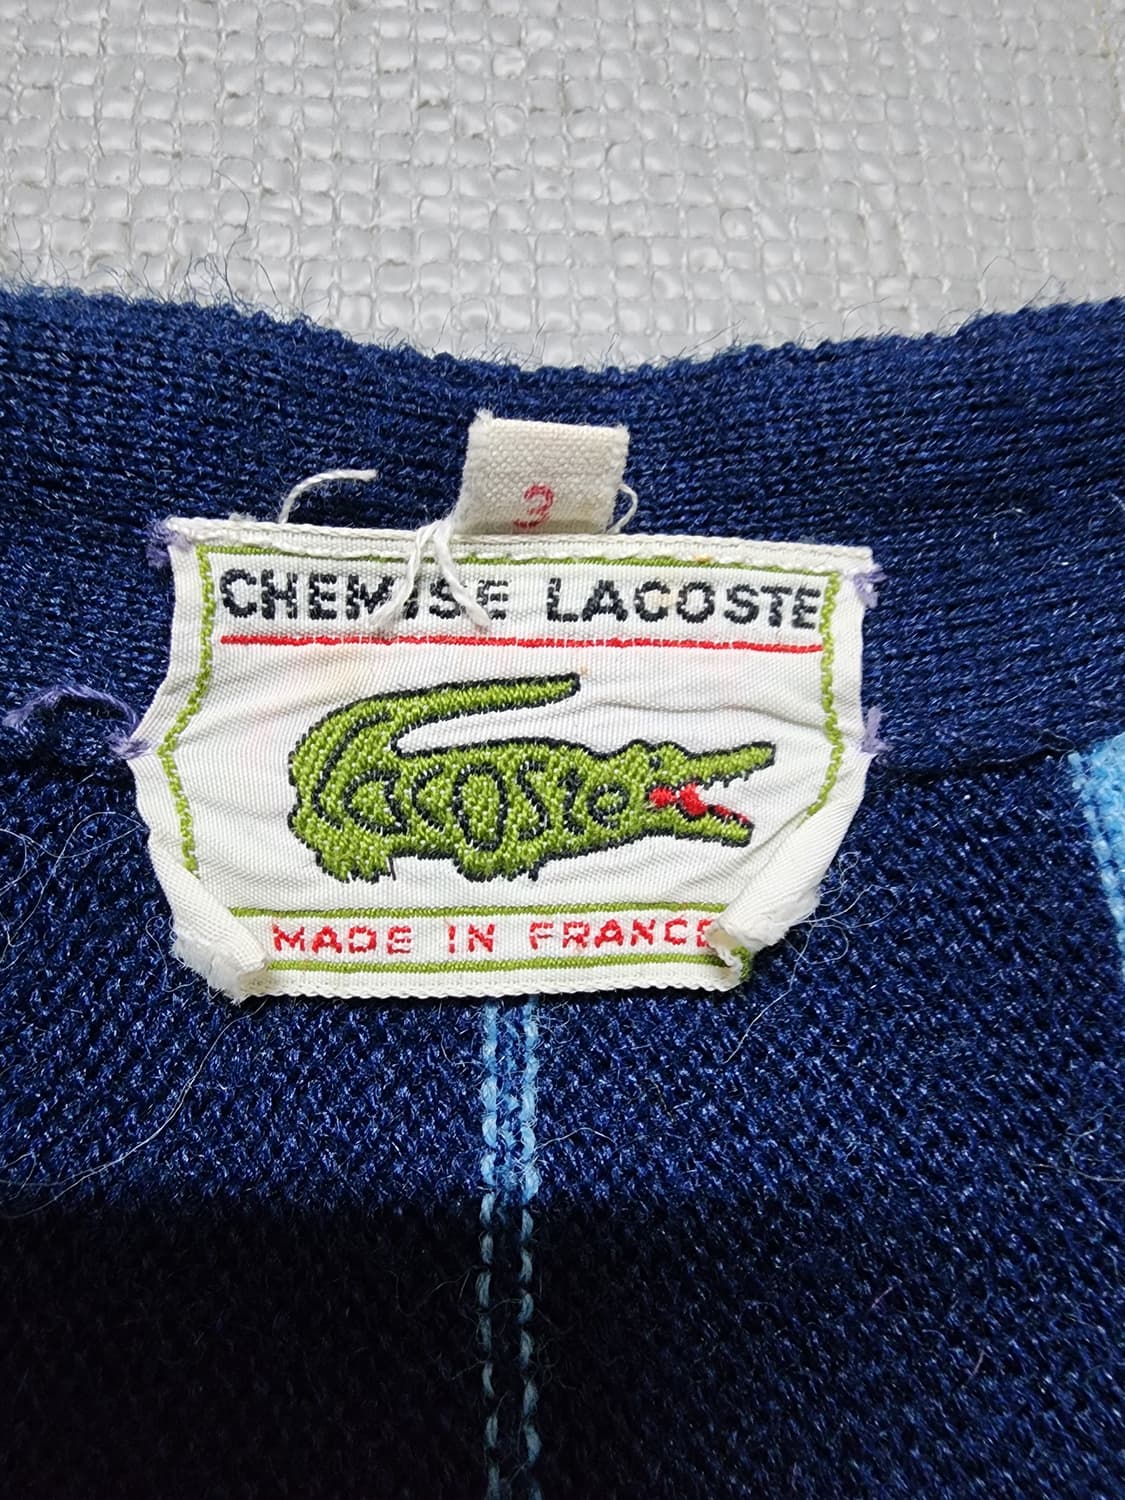 3
CHEMISE LACOSTE
Lacoste
MADE IN FRANCE